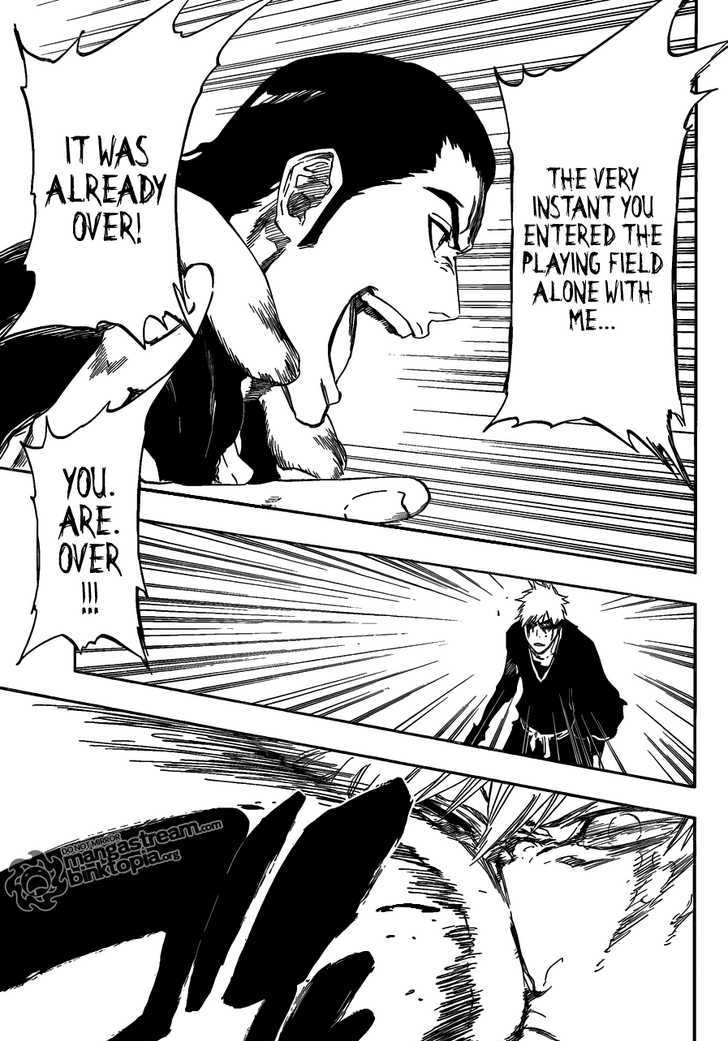 THE VERY
INSTANT YOU
ENTERED THE
PLAYING FIELD
ALONE WITH
ME...
IT WAS
ALREADY
OVER!
YOU.
ARE.
OVER
!!!
DO NOT MIRROR
mangastream.com
binktopia.org